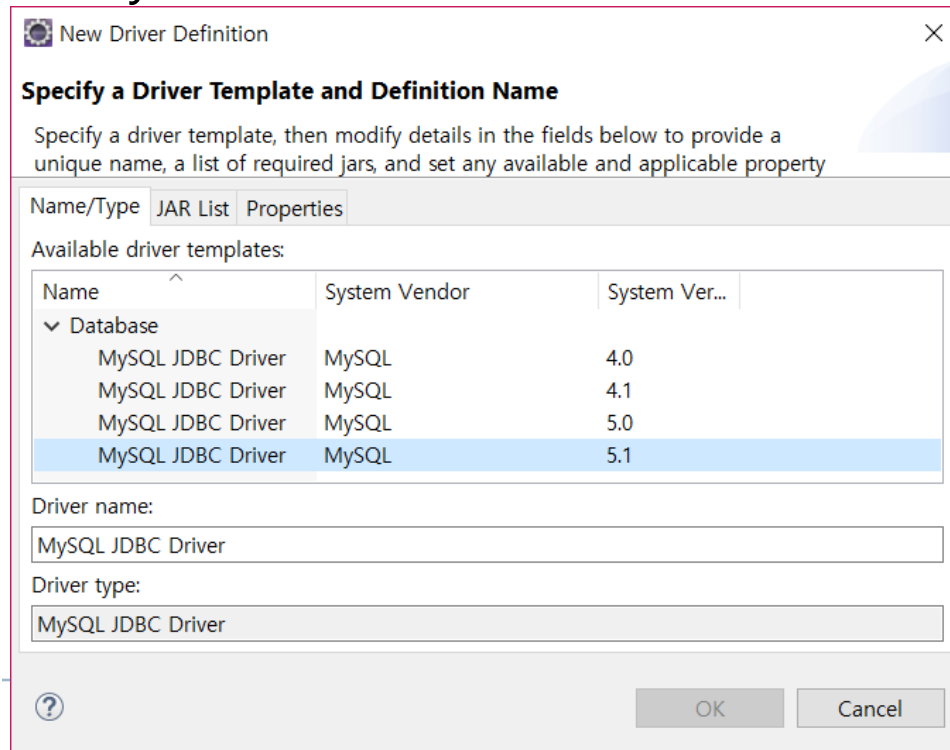 New Driver Definition
Specify a Driver Template and Definition Name
Specify a driver template, then modify details in the fields below to provide a
unique name, a list of required jars, and set any available and applicable property
Name/Type JAR List Properties
Available driver templates:
Name System Vendor System Ver...
Database
MySQL JDBC Driver MySQL 4.0
MySQL JDBC Driver MySQL 4.1
MySQL JDBC Driver MySQL 5.0
MySQL JDBC Driver MySQL 5.1
Driver name:
MySQL JDBC Driver
Driver type:
MySQL JDBC Driver
OK Cancel